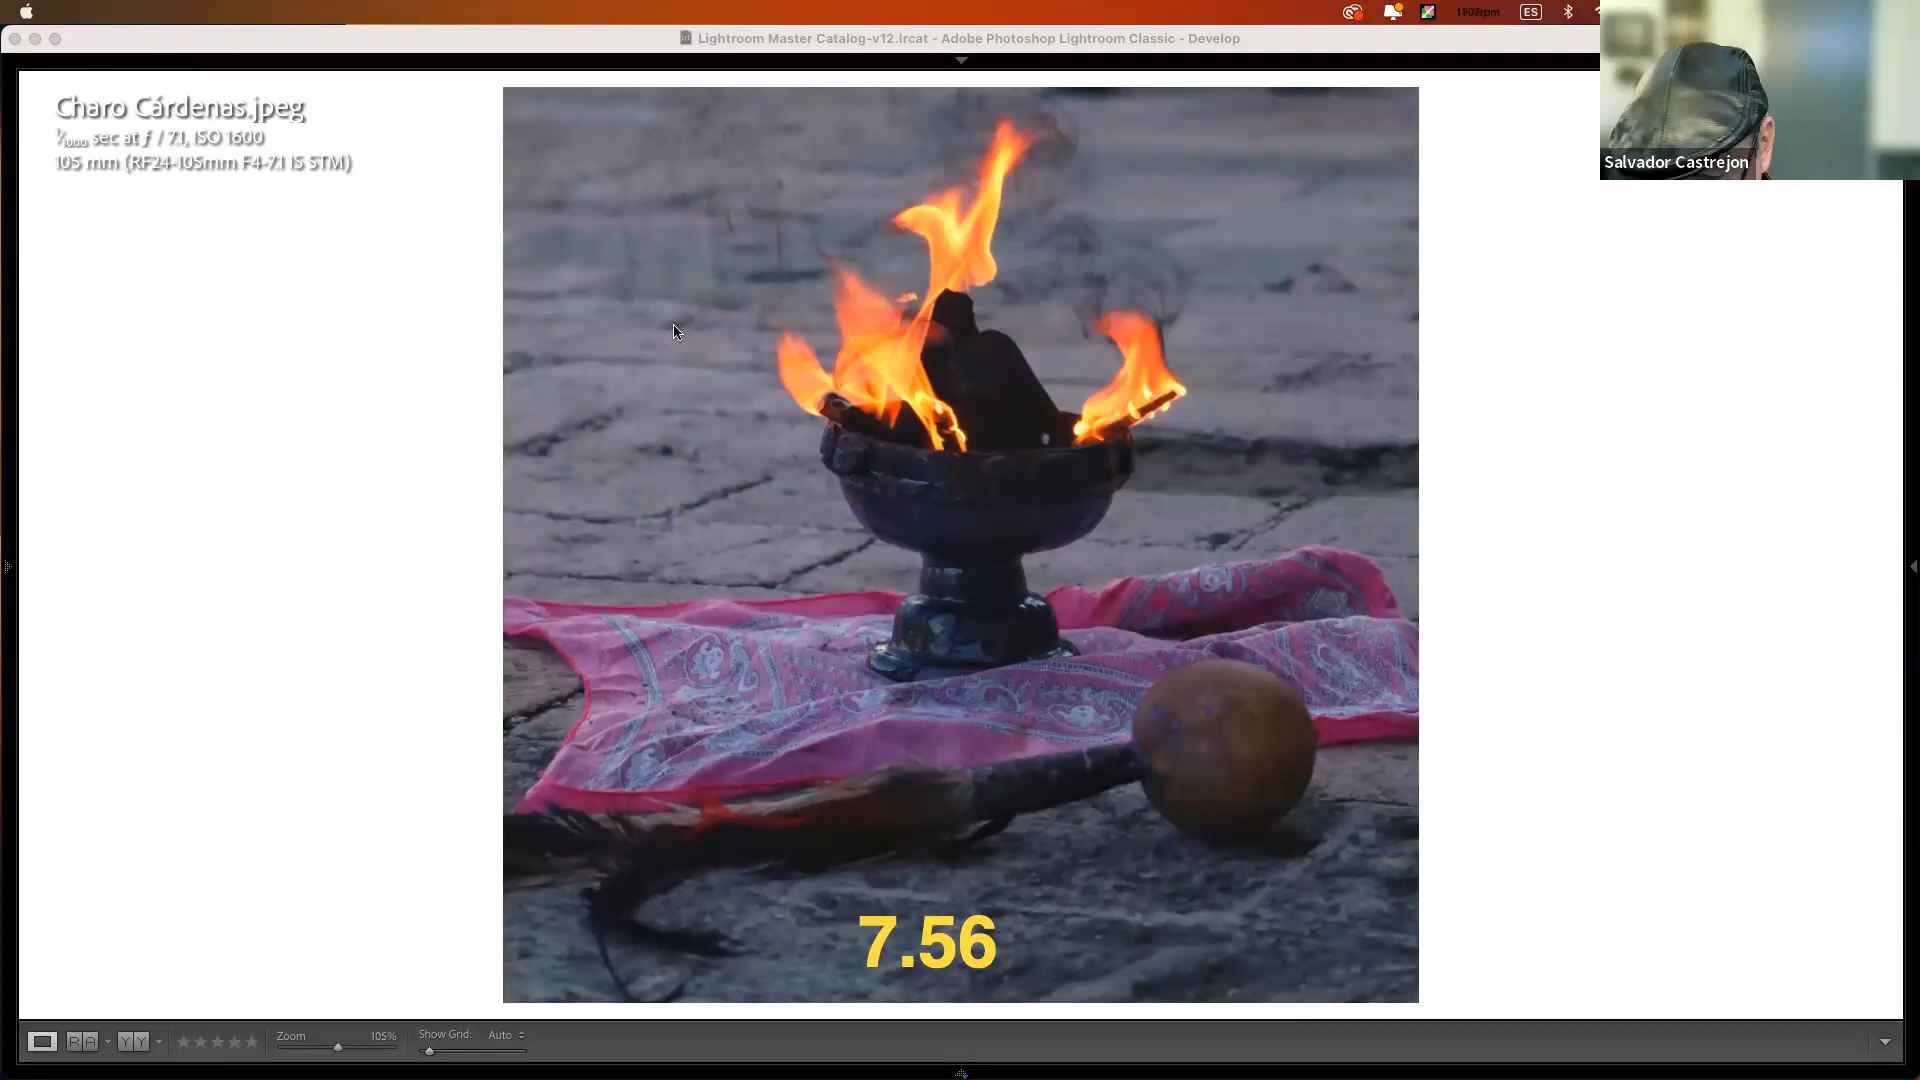 ES
Lightroom Master Catalog-v12.lrcat - Adobe Photoshop Lightroom Classic - Develop
Charo Cárdenas.jpeg
1/1000 sec at ƒ / 7.1, ISO 1600
105 mm (RF24-105mm F4-7.1 IS STM)
Salvador Castrejon
7.56
R A
Y Y
Zoom
105%
Show Grid:
Auto